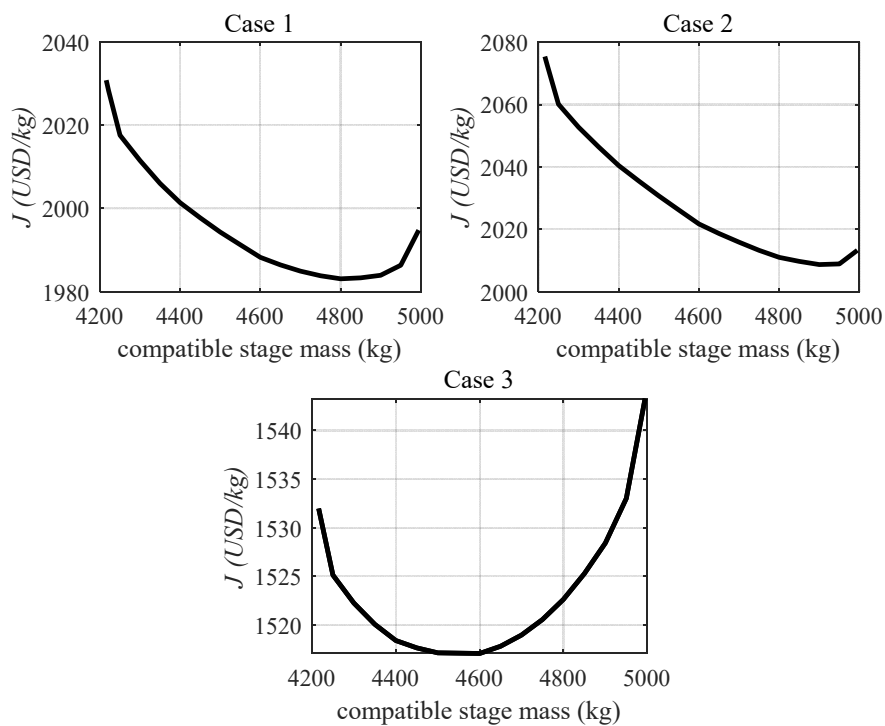 Case 1
2040
2020
2000
1980
J (USD/kg)
4200 4400 4600 4800 5000
compatible stage mass (kg)
Case 2
2080
2060
2040
2020
2000
J (USD/kg)
4200 4400 4600 4800 5000
compatible stage mass (kg)
Case 3
1540
1535
1530
1525
1520
J (USD/kg)
4200 4400 4600 4800 5000
compatible stage mass (kg)